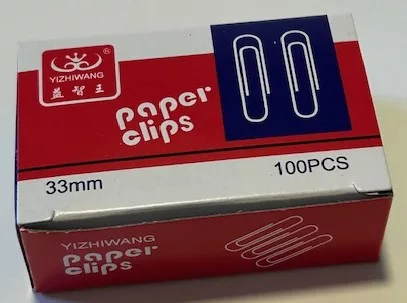 ®
YIZHIWANG
益智王
paper
clips
33mm
100PCS
YIZHIWANG
paper
clips